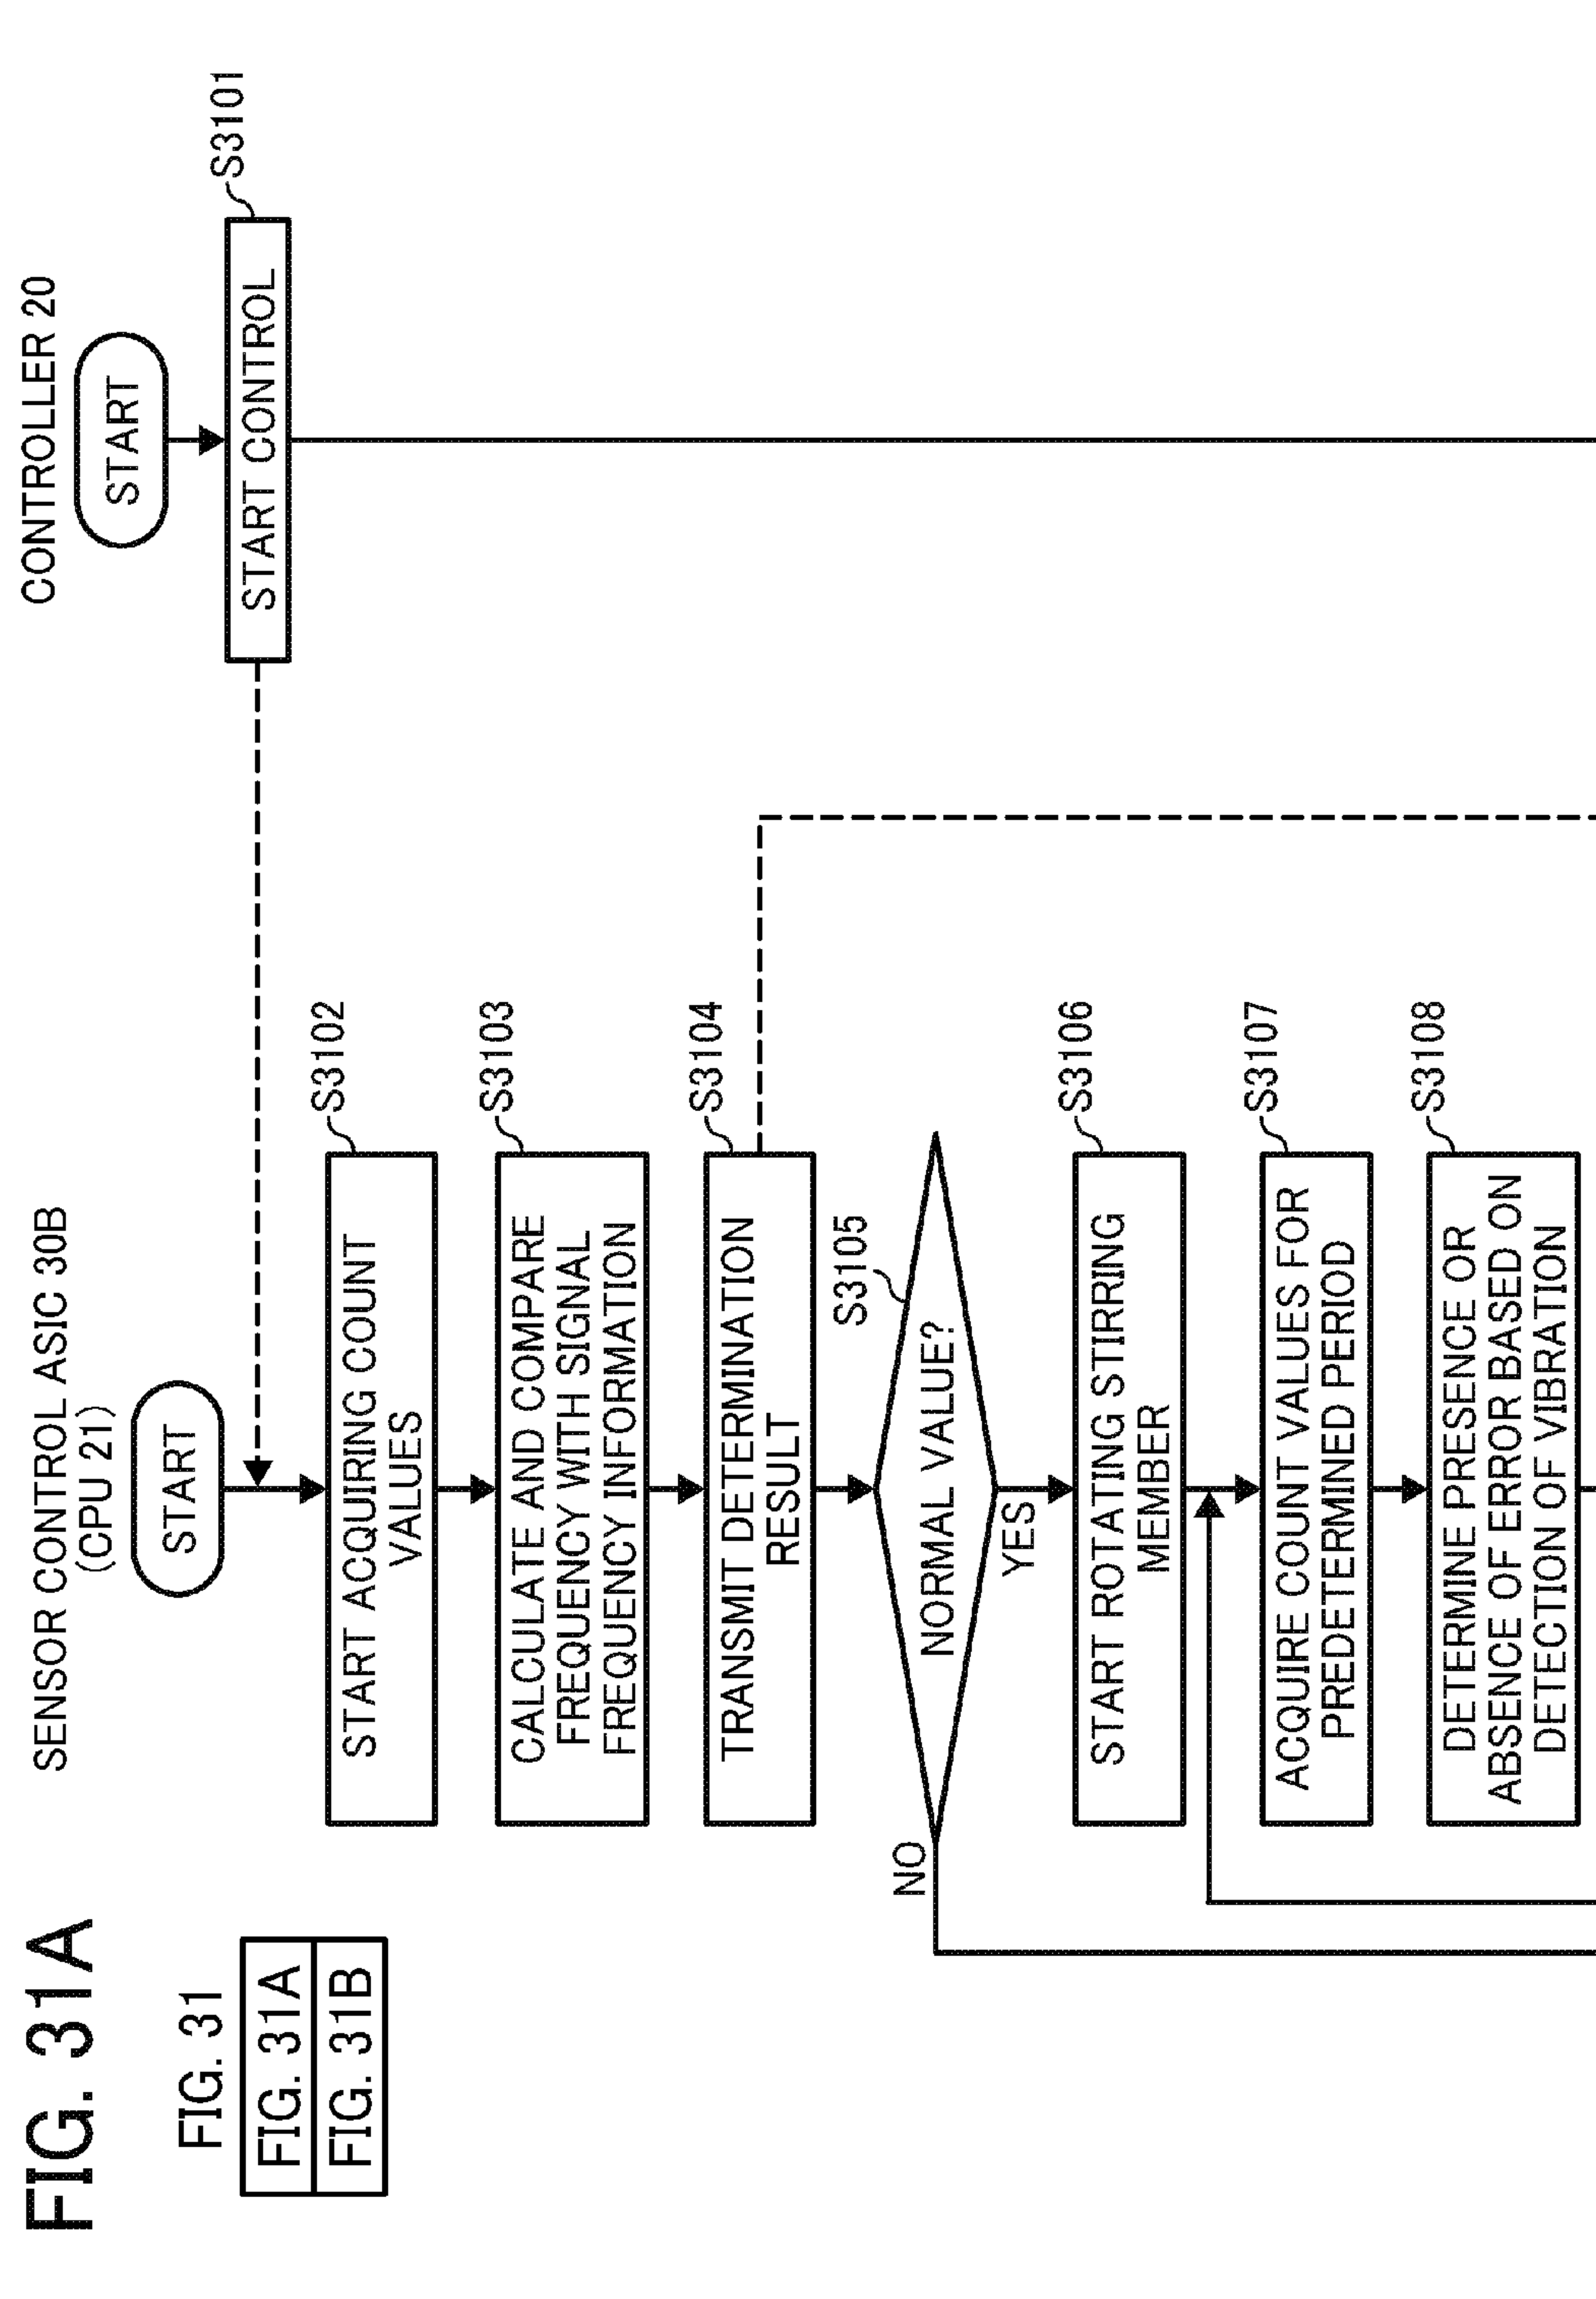 FIG. 31A
FIG. 31
FIG. 31A
FIG. 31B
SENSOR CONTROL ASIC 30B
(CPU 21)
START
CONTROLLER 20
START
START CONTROL
S3101
START ACQUIRING COUNT
VALUES
S3102
CALCULATE AND COMPARE
FREQUENCY WITH SIGNAL
FREQUENCY INFORMATION
S3103
TRANSMIT DETERMINATION
RESULT
S3104
S3105
NORMAL VALUE?
NO
YES
START ROTATING STIRRING
MEMBER
S3106
ACQUIRE COUNT VALUES FOR
PREDETERMINED PERIOD
S3107
DETERMINE PRESENCE OR
ABSENCE OF ERROR BASED ON
DETECTION OF VIBRATION
S3108